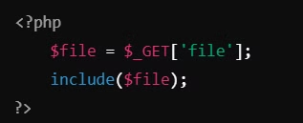 <?php
    $file = $_GET['file'];
    include($file);
?>